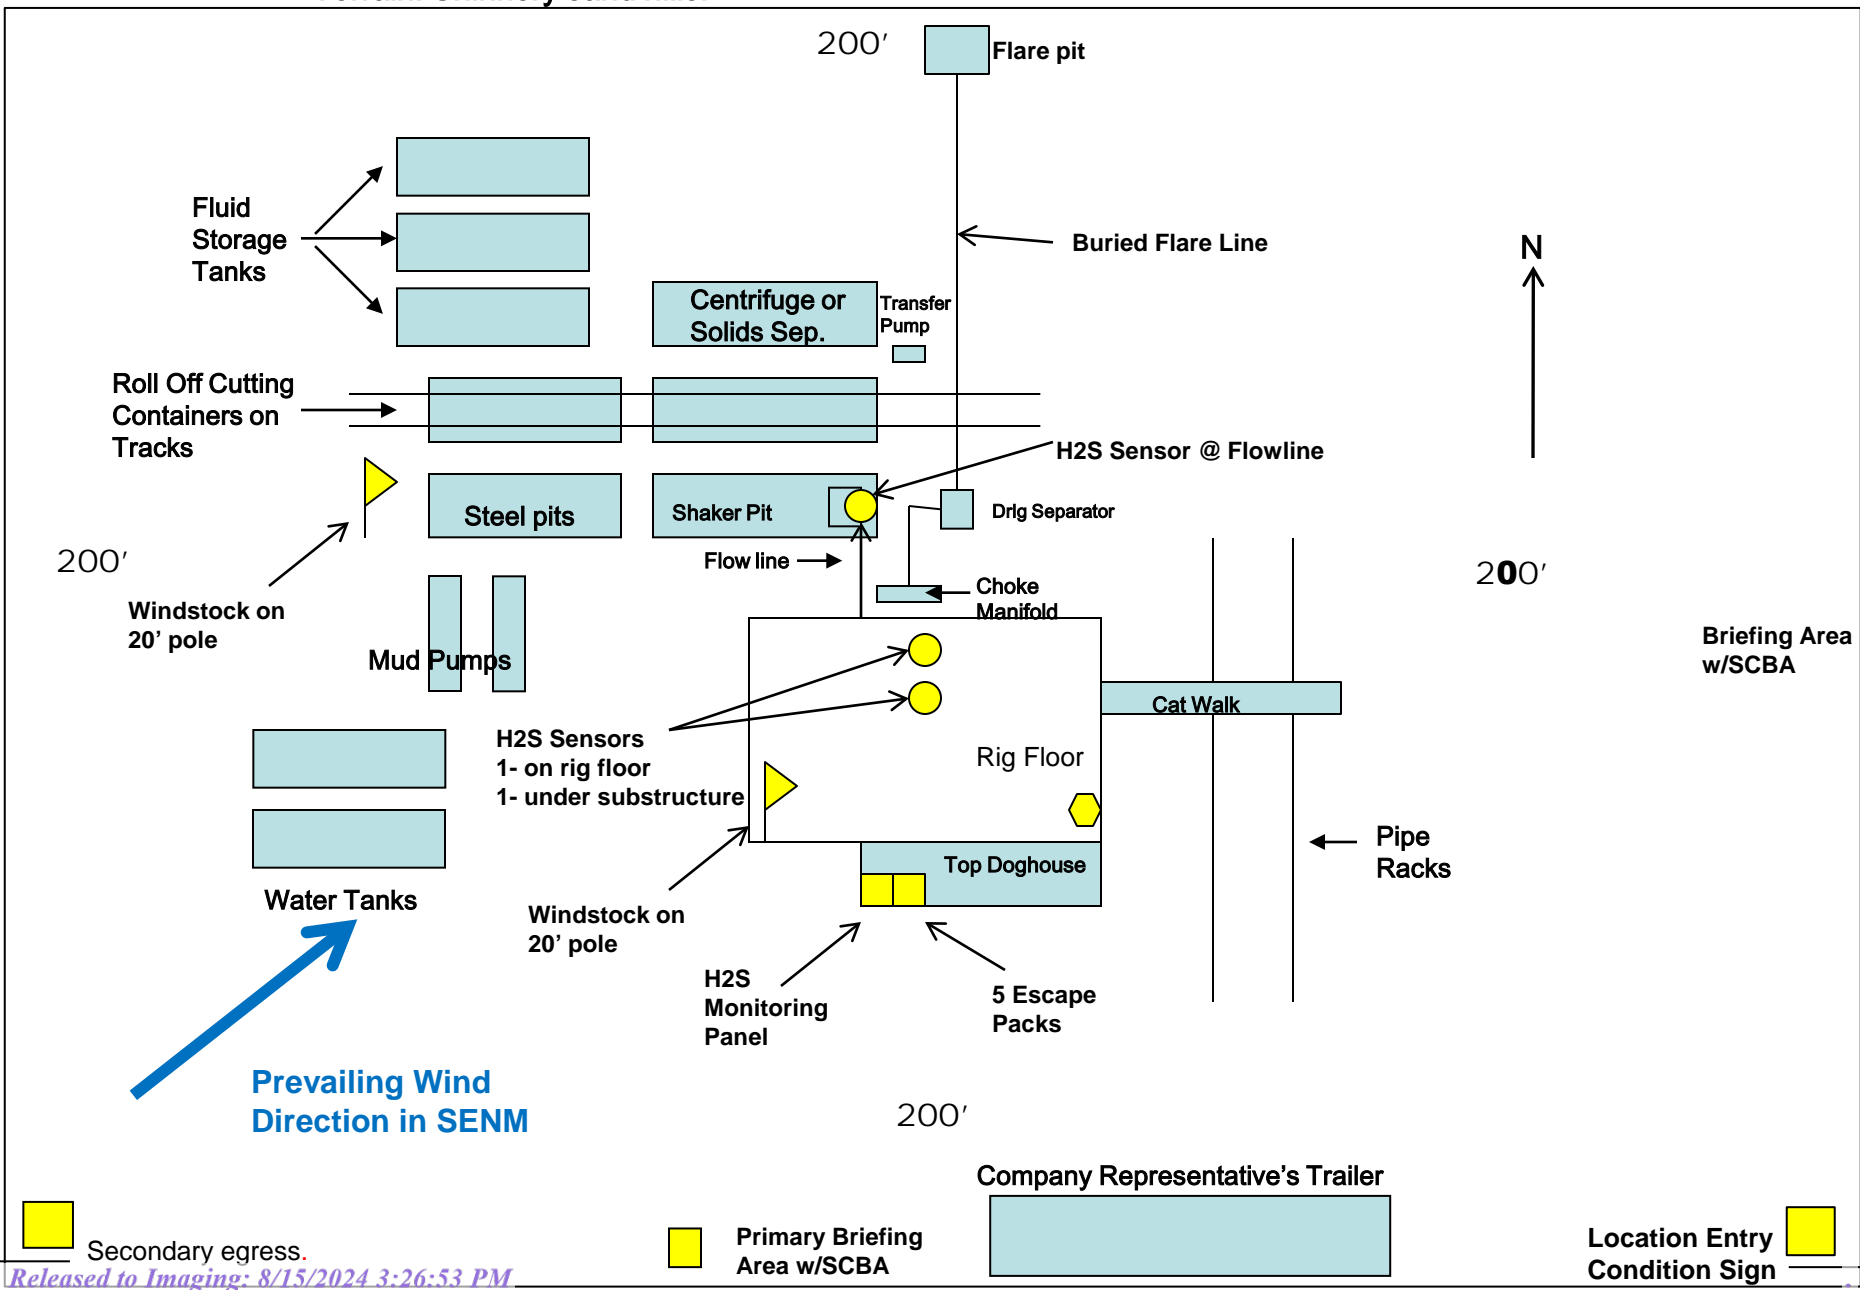 200'
Flare pit
Fluid
Storage
Tanks
Buried Flare Line
N
Centrifuge or
Solids Sep.
Transfer
Pump
Roll Off Cutting
Containers on
Tracks
H2S Sensor @ Flowline
Steel pits
Shaker Pit
Drlg Separator
Flow line
200'
200'
Choke
Manifold
Windstock on
20' pole
Mud Pumps
Briefing Area
w/SCBA
Cat Walk
H2S Sensors
1- on rig floor
1- under substructure
Rig Floor
Pipe
Racks
Top Doghouse
Water Tanks
Windstock on
20' pole
H2S
Monitoring
Panel
5 Escape
Packs
Prevailing Wind
Direction in SENM
200'
Company Representative's Trailer
Secondary egress.
Primary Briefing
Area w/SCBA
Location Entry
Condition Sign
Released to Imaging: 8/15/2024 3:26:53 PM